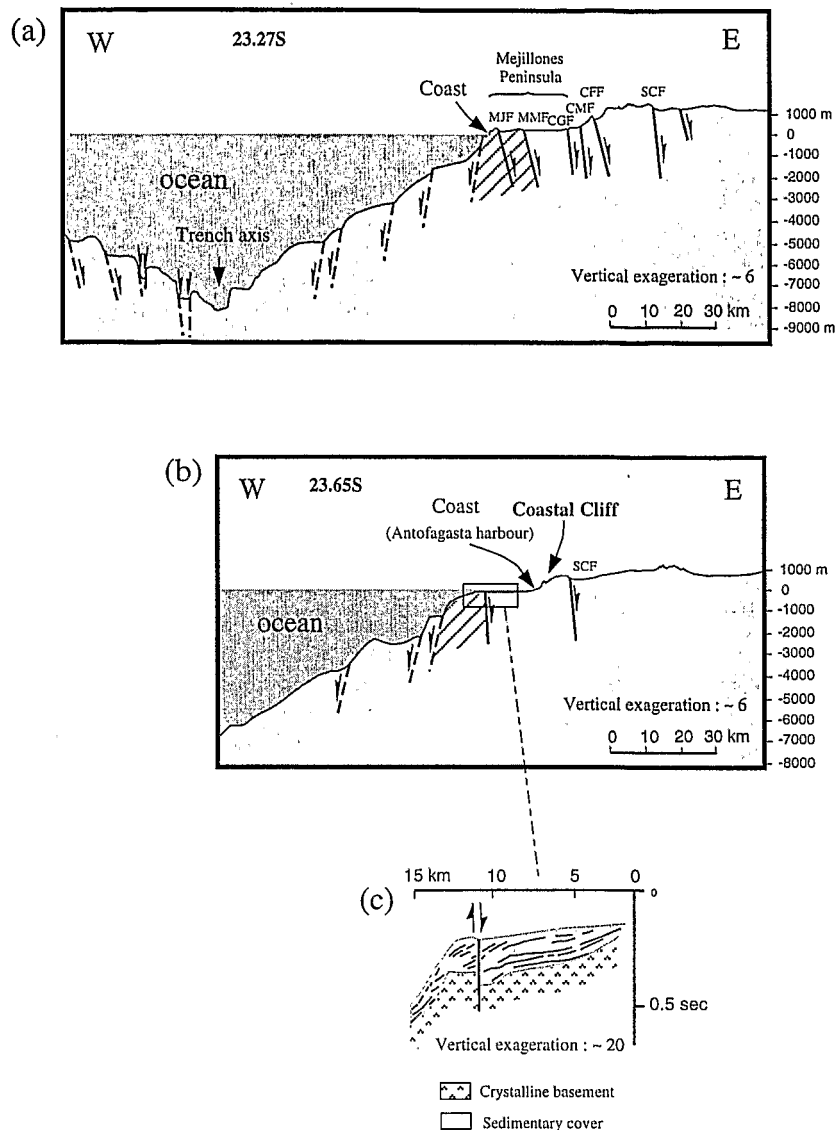 (a)
W 23.27S E
Mejillones
Peninsula
Coast
CFF
SCF
MJF MMF CGF CMF
ocean
Trench axis
Vertical exageration : ~ 6
0 10 20 30 km
1000 m
0
-1000
-2000
-3000
-4000
-5000
-6000
-7000
-8000
-9000 m
(b)
W 23.65S E
Coast
(Antofagasta harbour)
Coastal Cliff
SCF
ocean
Vertical exageration : ~ 6
0 10 20 30 km
1000 m
0
-1000
-2000
-3000
-4000
-5000
-6000
-7000
-8000
(c)
15 km 10 5 0
0
0.5 sec
Vertical exageration : ~ 20
Crystalline basement
Sedimentary cover